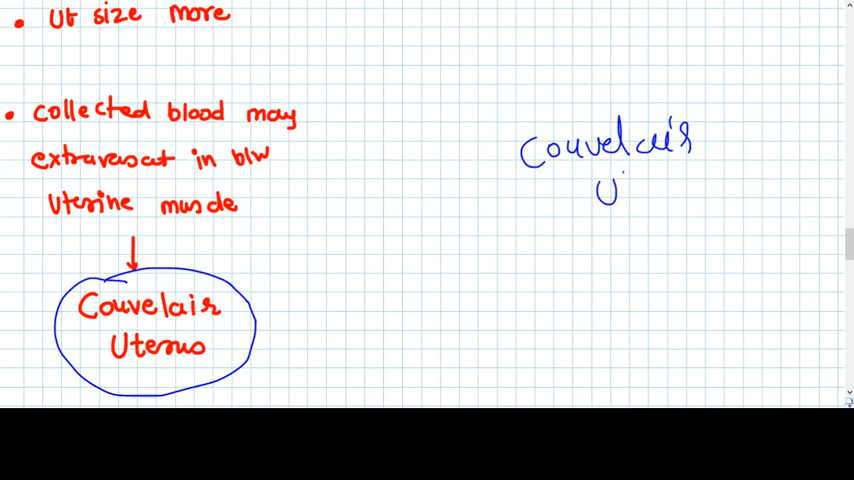 • Ut size more
• collected blood may
extravasat in b/w
Uterine muscle
Couvelair
Uterus
Couvelair
U